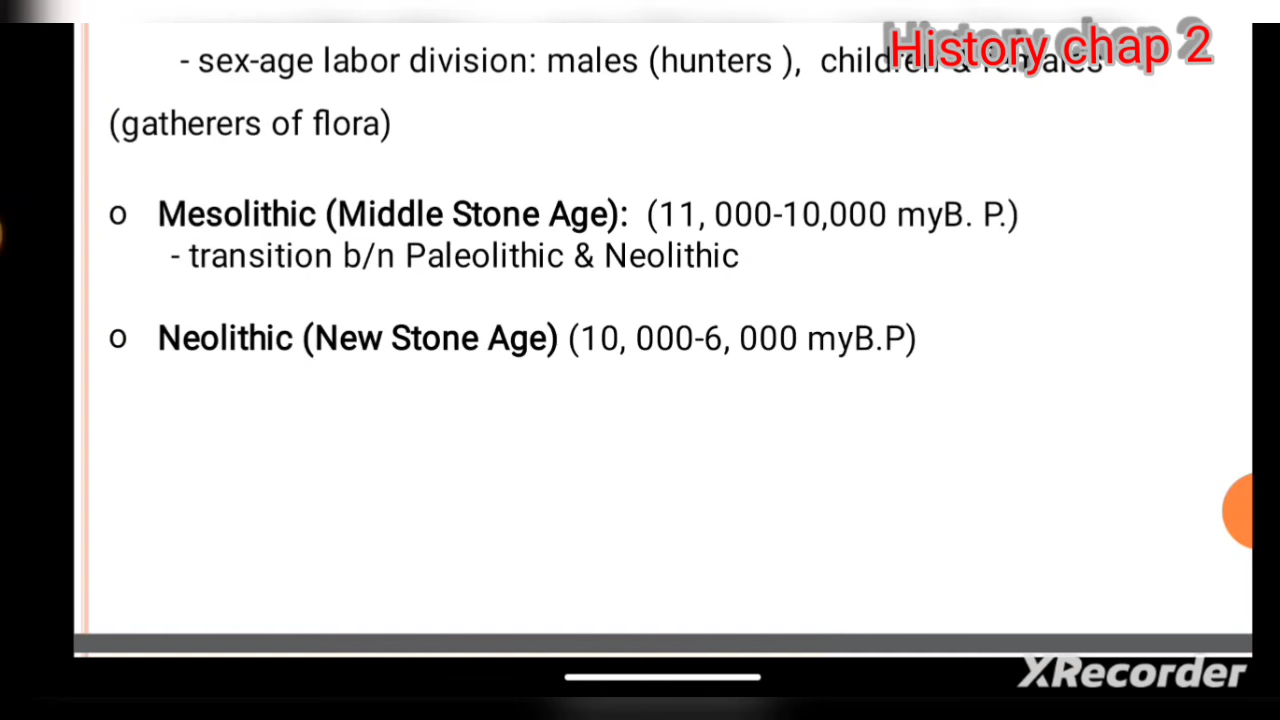 History chap 2
- sex-age labor division: males (hunters ), children & females
(gatherers of flora)
o Mesolithic (Middle Stone Age): (11, 000-10,000 myB. P.)
- transition b/n Paleolithic & Neolithic
o Neolithic (New Stone Age) (10, 000-6, 000 myB.P)
XRecorder